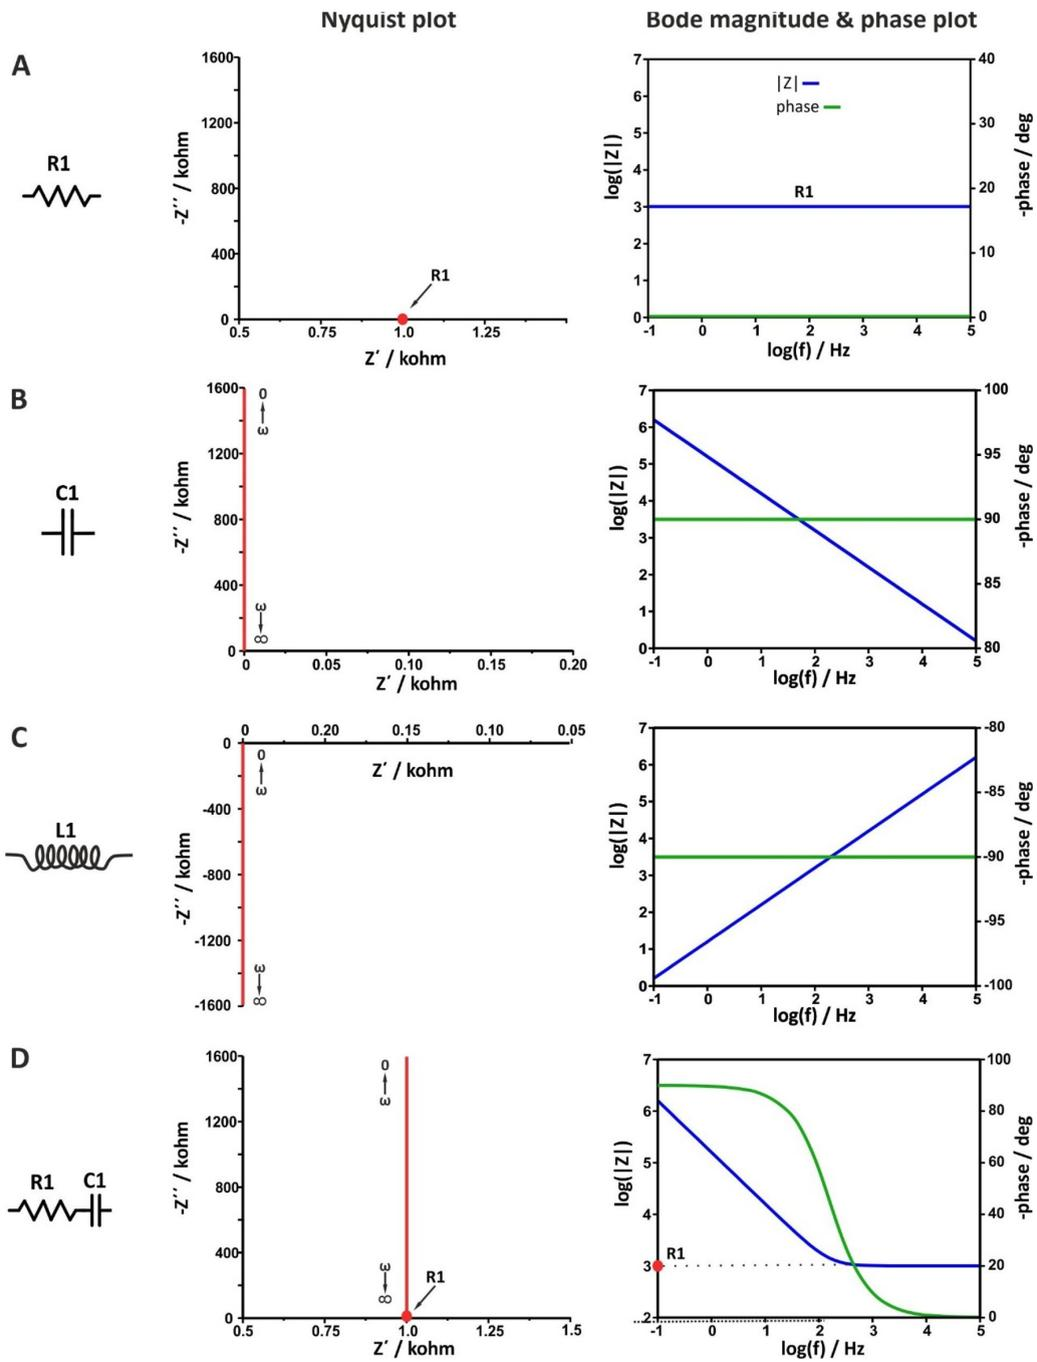 Nyquist plot
Bode magnitude & phase plot
A
R1
-Z´´ / kohm
1600
1200
800
400
0
R1
0.5
0.75
1.0
1.25
Z´ / kohm
log(|Z|)
7
6
5
4
3
2
1
0
|Z|
phase
R1
-1
0
1
2
3
4
5
log(f) / Hz
40
30
20
10
0
-phase / deg
B
C1
-Z´´ / kohm
1600
1200
800
400
0
0
ω
ω
∞
0
0.05
0.10
0.15
0.20
Z´ / kohm
log(|Z|)
7
6
5
4
3
2
1
0
-1
0
1
2
3
4
5
log(f) / Hz
100
95
90
85
80
-phase / deg
C
L1
0
0.20
0.15
0.10
0.05
Z´ / kohm
-Z´´ / kohm
0
-400
-800
-1200
-1600
0
ω
ω
∞
log(|Z|)
7
6
5
4
3
2
1
0
-1
0
1
2
3
4
5
log(f) / Hz
-80
-85
-90
-95
-100
-phase / deg
D
R1
C1
-Z´´ / kohm
1600
1200
800
400
0
0
ω
ω
∞
R1
0.5
0.75
1.0
1.25
1.5
Z´ / kohm
log(|Z|)
7
6
5
4
3
2
R1
-1
0
1
2
3
4
5
log(f) / Hz
100
80
60
40
20
0
-phase / deg